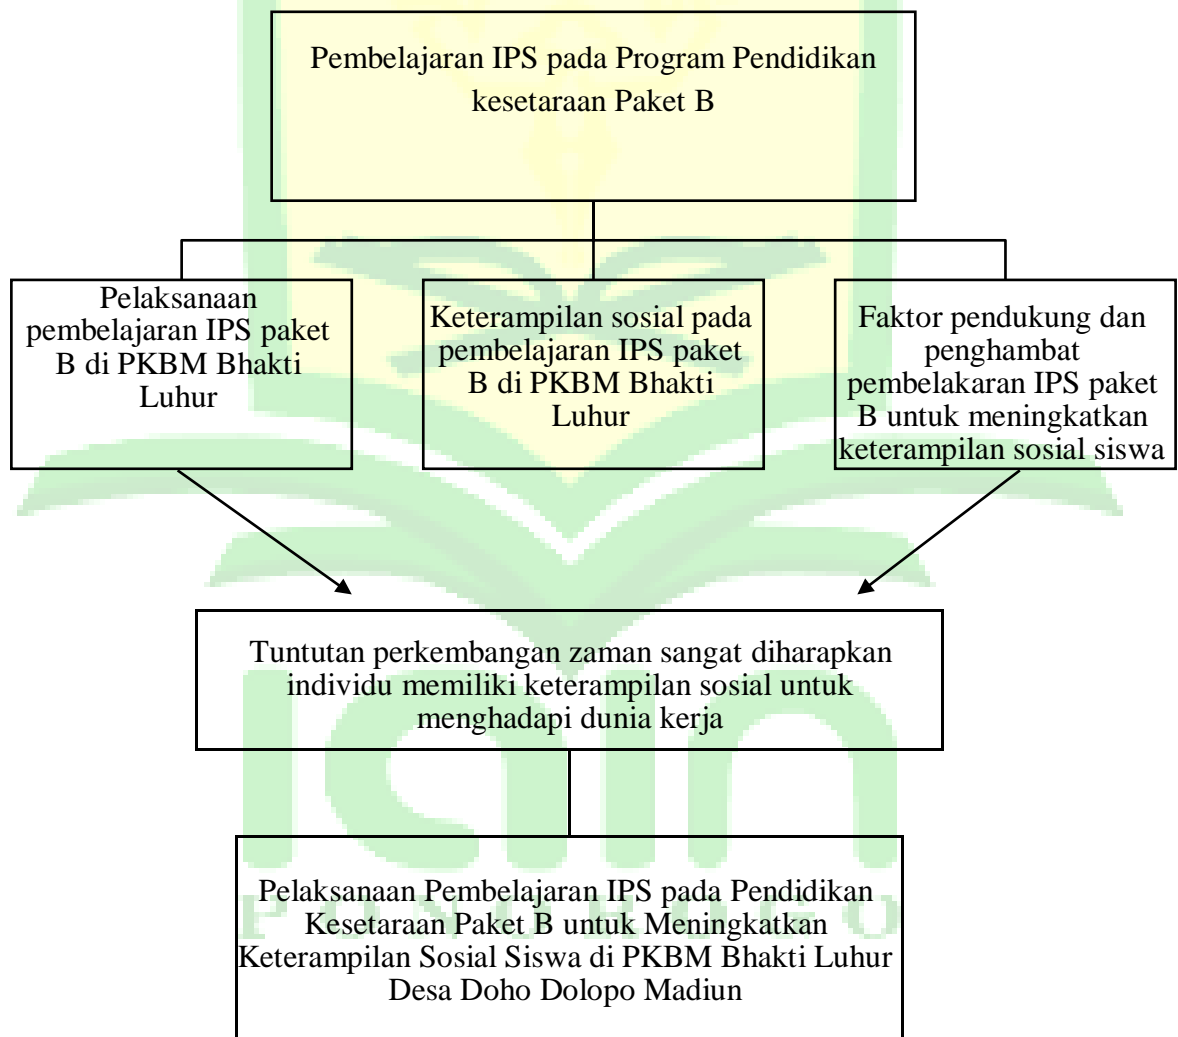 Pembelajaran IPS pada Program Pendidikan
kesetaraan Paket B
Pelaksanaan
pembelajaran IPS paket
B di PKBM Bhakti
Luhur
Keterampilan sosial pada
pembelajaran IPS paket
B di PKBM Bhakti
Luhur
Faktor pendukung dan
penghambat
pembelakaran IPS paket
B untuk meningkatkan
keterampilan sosial siswa
Tuntutan perkembangan zaman sangat diharapkan
individu memiliki keterampilan sosial untuk
menghadapi dunia kerja
iain
PONOROGO
Pelaksanaan Pembelajaran IPS pada Pendidikan
Kesetaraan Paket B untuk Meningkatkan
Keterampilan Sosial Siswa di PKBM Bhakti Luhur
Desa Doho Dolopo Madiun